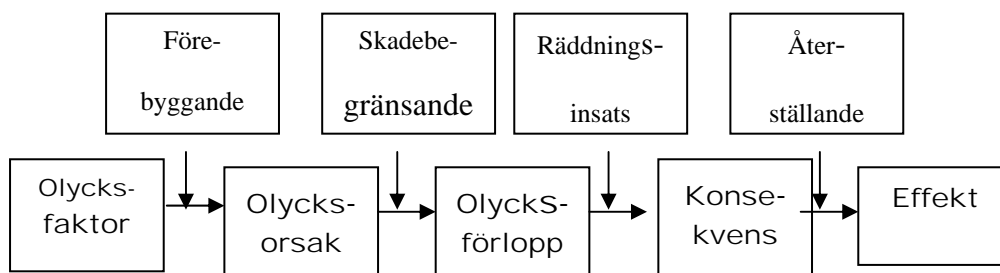 Före-
byggande
Skadebe-
gränsande
Räddnings-
insats
Åter-
ställande
Olycks-
faktor
Olycks-
orsak
Olycks-
förlopp
Konse-
kvens
Effekt